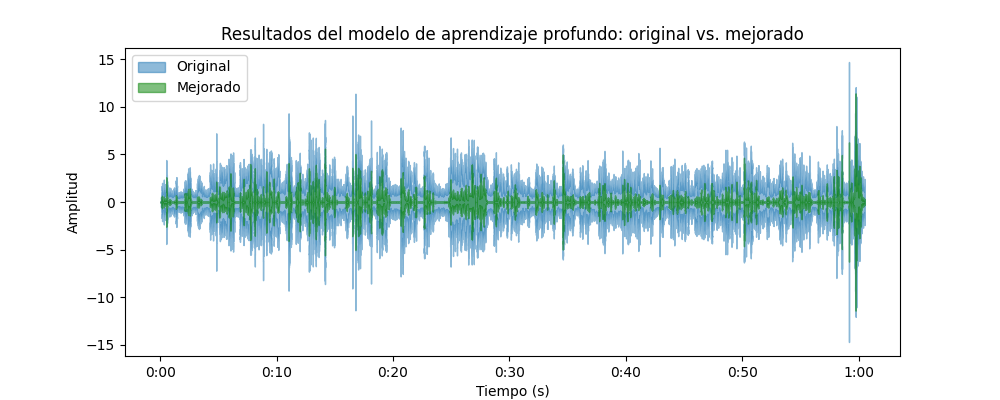 Resultados del modelo de aprendizaje profundo: original vs. mejorado
Original
Mejorado
Amplitud
15
10
5
0
−5
−10
−15
0:00 0:10 0:20 0:30 0:40 0:50 1:00
Tiempo (s)